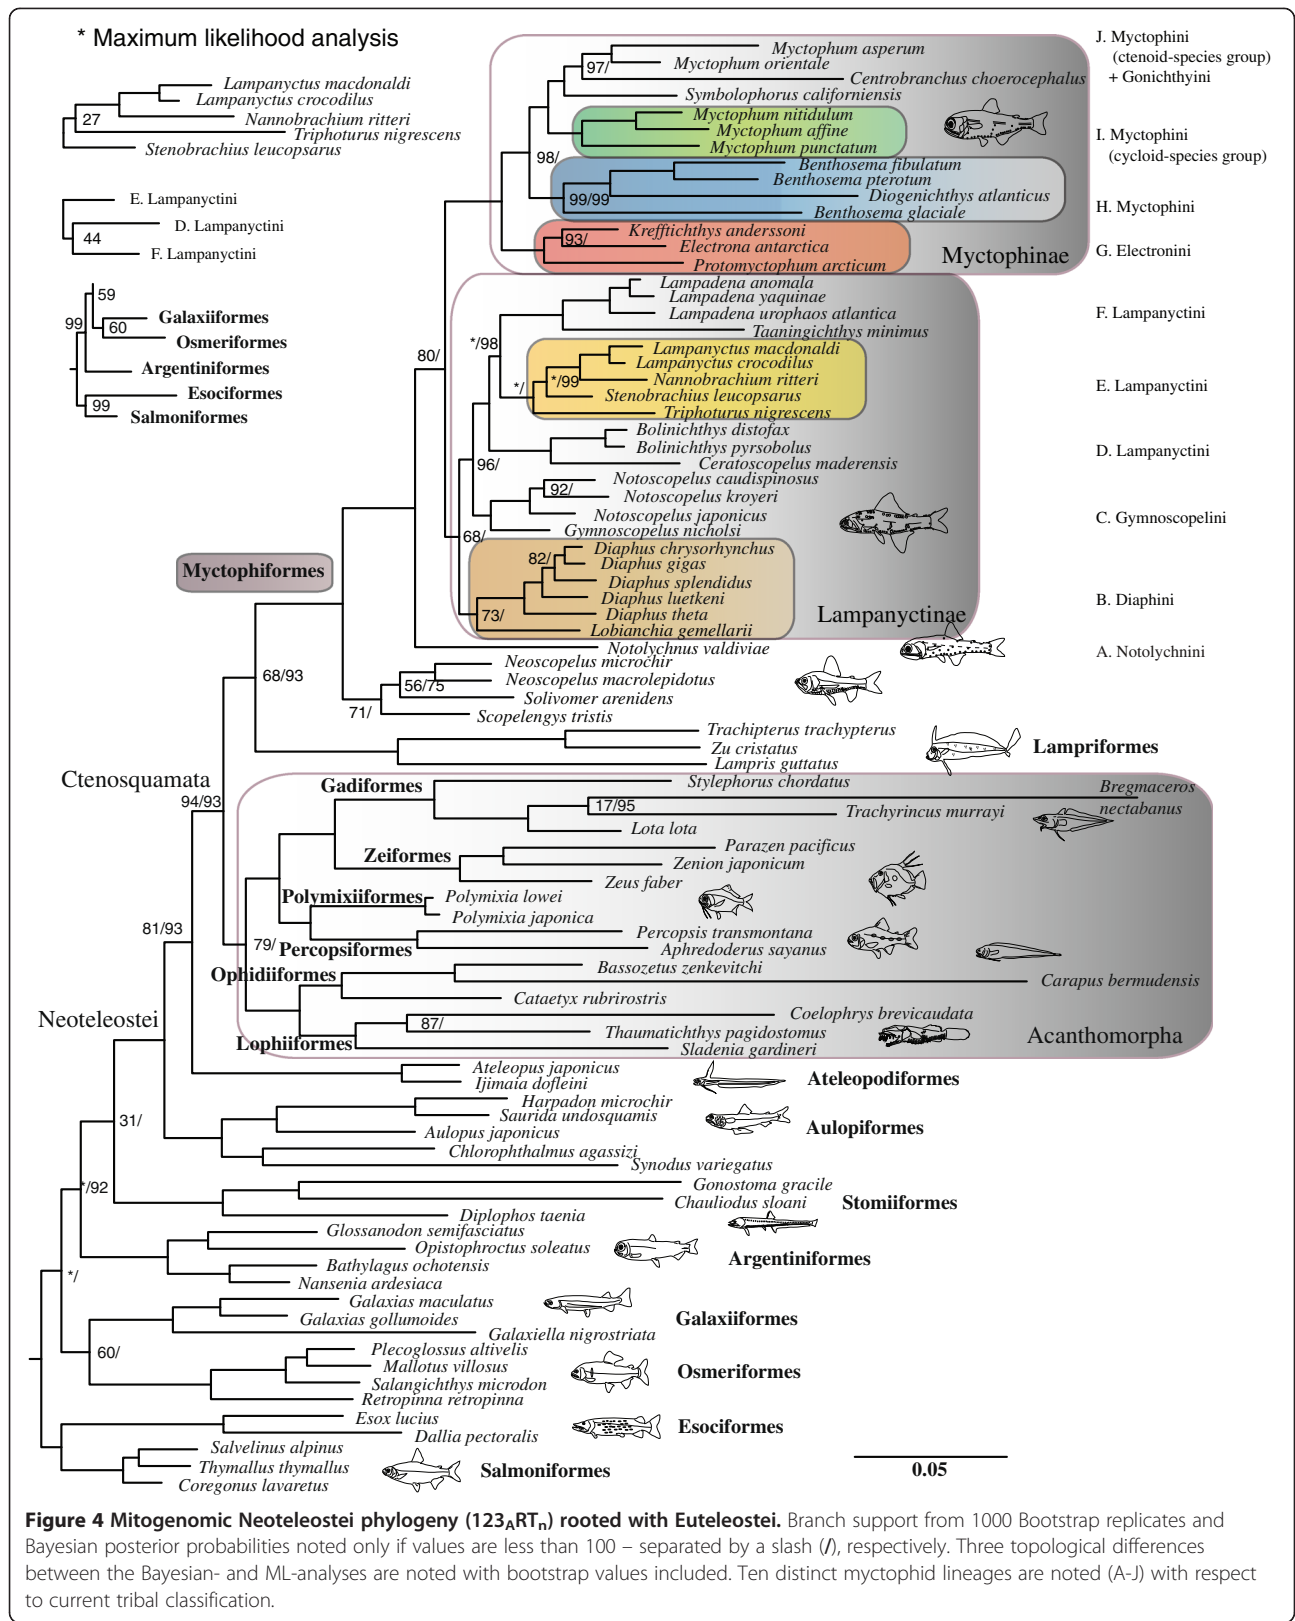 * Maximum likelihood analysis
Lampanyctus macdonaldi
Lampanyctus crocodilus
Nannobrachium ritteri
27
Triphoturus nigrescens
Stenobrachius leucopsarus
E. Lampanyctini
D. Lampanyctini
44
F. Lampanyctini
59
99
Galaxiiformes
60
Osmeriformes
Argentiniformes
Esociformes
99
Salmoniformes
Myctophum asperum
97/
Myctophum orientale
Centrobranchus choerocephalus
Symbolophorus californiensis
J. Myctophini
(ctenoid-species group)
+ Gonichthyini
Myctophum nitidulum
Myctophum affine
Myctophum punctatum
I. Myctophini
(cycloid-species group)
98/
Benthosema fibulatum
Benthosema pterotum
99/99
Diogenichthys atlanticus
Benthosema glaciale
H. Myctophini
Krefftichthys anderssoni
93/
Electrona antarctica
Protomyctophum arcticum
Myctophinae
G. Electronini
Lampadena anomala
Lampadena yaquinae
Lampadena urophaos atlantica
Taaningichthys minimus
F. Lampanyctini
80/
*/98
Lampanyctus macdonaldi
Lampanyctus crocodilus
*/
*/99
Nannobrachium ritteri
Stenobrachius leucopsarus
Triphoturus nigrescens
E. Lampanyctini
Bolinichthys distofax
Bolinichthys pyrsobolus
Ceratoscopelus maderensis
D. Lampanyctini
96/
Notoscopelus caudispinosus
92/
Notoscopelus kroyeri
Notoscopelus japonicus
Gymnoscopelus nicholsi
C. Gymnoscopelini
68/
Diaphus chrysorhynchus
82/
Diaphus gigas
Diaphus splendidus
Diaphus luetkeni
Diaphus theta
73/
Lobianchia gemellarii
Lampanyctinae
B. Diaphini
Myctophiformes
Notolychnus valdiviae
A. Notolychnini
Neoscopelus microchir
56/75
Neoscopelus macrolepidotus
Solivomer arenidens
71/
Scopelengys tristis
68/93
Trachipterus trachypterus
Zu cristatus
Lampris guttatus
Lampriformes
Ctenosquamata
94/93
Gadiformes
Stylephorus chordatus
Bregmaceros
nectabanus
17/95
Trachyrincus murrayi
Lota lota
Zeiformes
Parazen pacificus
Zenion japonicum
Zeus faber
Polymixiiformes
Polymixia lowei
Polymixia japonica
79/
Percopsiformes
Percopsis transmontana
Aphredoderus sayanus
Ophidiiformes
Bassozetus zenkevitchi
Carapus bermudensis
Cataetyx rubrirostris
Lophiiformes
Coelophrys brevicaudata
87/
Thaumatichthys pagidostomus
Sladenia gardineri
Acanthomorpha
81/93
Neoteleostei
Ateleopus japonicus
Ijimaia dofleini
Ateleopodiformes
Harpadon microchir
Saurida undosquamis
Aulopus japonicus
Chlorophthalmus agassizi
Synodus variegatus
Aulopiformes
31/
*/92
Gonostoma gracile
Chauliodus sloani
Diplophos taenia
Stomiiformes
Glossanodon semifasciatus
Opistophroctus soleatus
Bathylagus ochotensis
Nansenia ardesiaca
Argentiniformes
*/
Galaxias maculatus
Galaxias gollumoides
Galaxiella nigrostriata
Galaxiiformes
60/
Plecoglossus altivelis
Mallotus villosus
Salangichthys microdon
Retropinna retropinna
Osmeriformes
Esox lucius
Dallia pectoralis
Esociformes
Salvelinus alpinus
Thymallus thymallus
Coregonus lavaretus
Salmoniformes
0.05
Figure 4 Mitogenomic Neoteleostei phylogeny (123ARTn) rooted with Euteleostei. Branch support from 1000 Bootstrap replicates and
Bayesian posterior probabilities noted only if values are less than 100 – separated by a slash (/), respectively. Three topological differences
between the Bayesian- and ML-analyses are noted with bootstrap values included. Ten distinct myctophid lineages are noted (A-J) with respect
to current tribal classification.